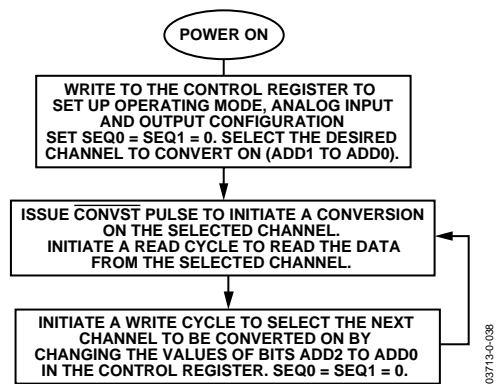 POWER ON
WRITE TO THE CONTROL REGISTER TO
SET UP OPERATING MODE, ANALOG INPUT
AND OUTPUT CONFIGURATION
SET SEQ0 = SEQ1 = 0. SELECT THE DESIRED
CHANNEL TO CONVERT ON (ADD1 TO ADD0).
ISSUE CONVST PULSE TO INITIATE A CONVERSION
ON THE SELECTED CHANNEL.
INITIATE A READ CYCLE TO READ THE DATA
FROM THE SELECTED CHANNEL.
INITIATE A WRITE CYCLE TO SELECT THE NEXT
CHANNEL TO BE CONVERTED ON BY
CHANGING THE VALUES OF BITS ADD2 TO ADD0
IN THE CONTROL REGISTER. SEQ0 = SEQ1 = 0.
03713-0-038